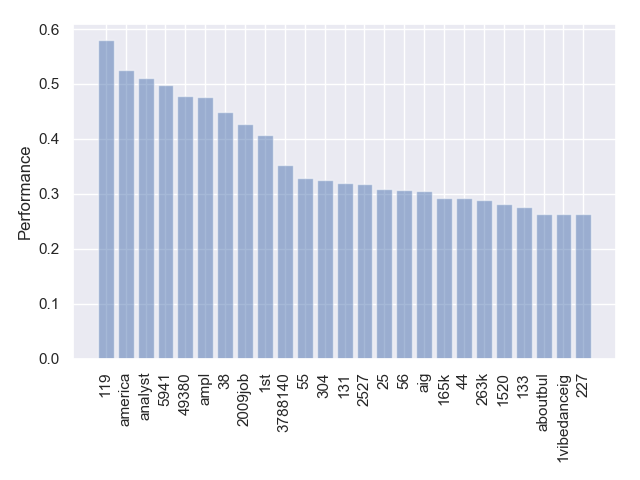 0.6
0.5
0.4
0.3
0.2
0.1
0.0
Performance
119
america
analyst
5941
49380
ampl
38
2009job
1st
3788140
55
304
131
2527
25
56
aig
165k
44
263k
1520
133
aboutbul
1vibedanceig
227